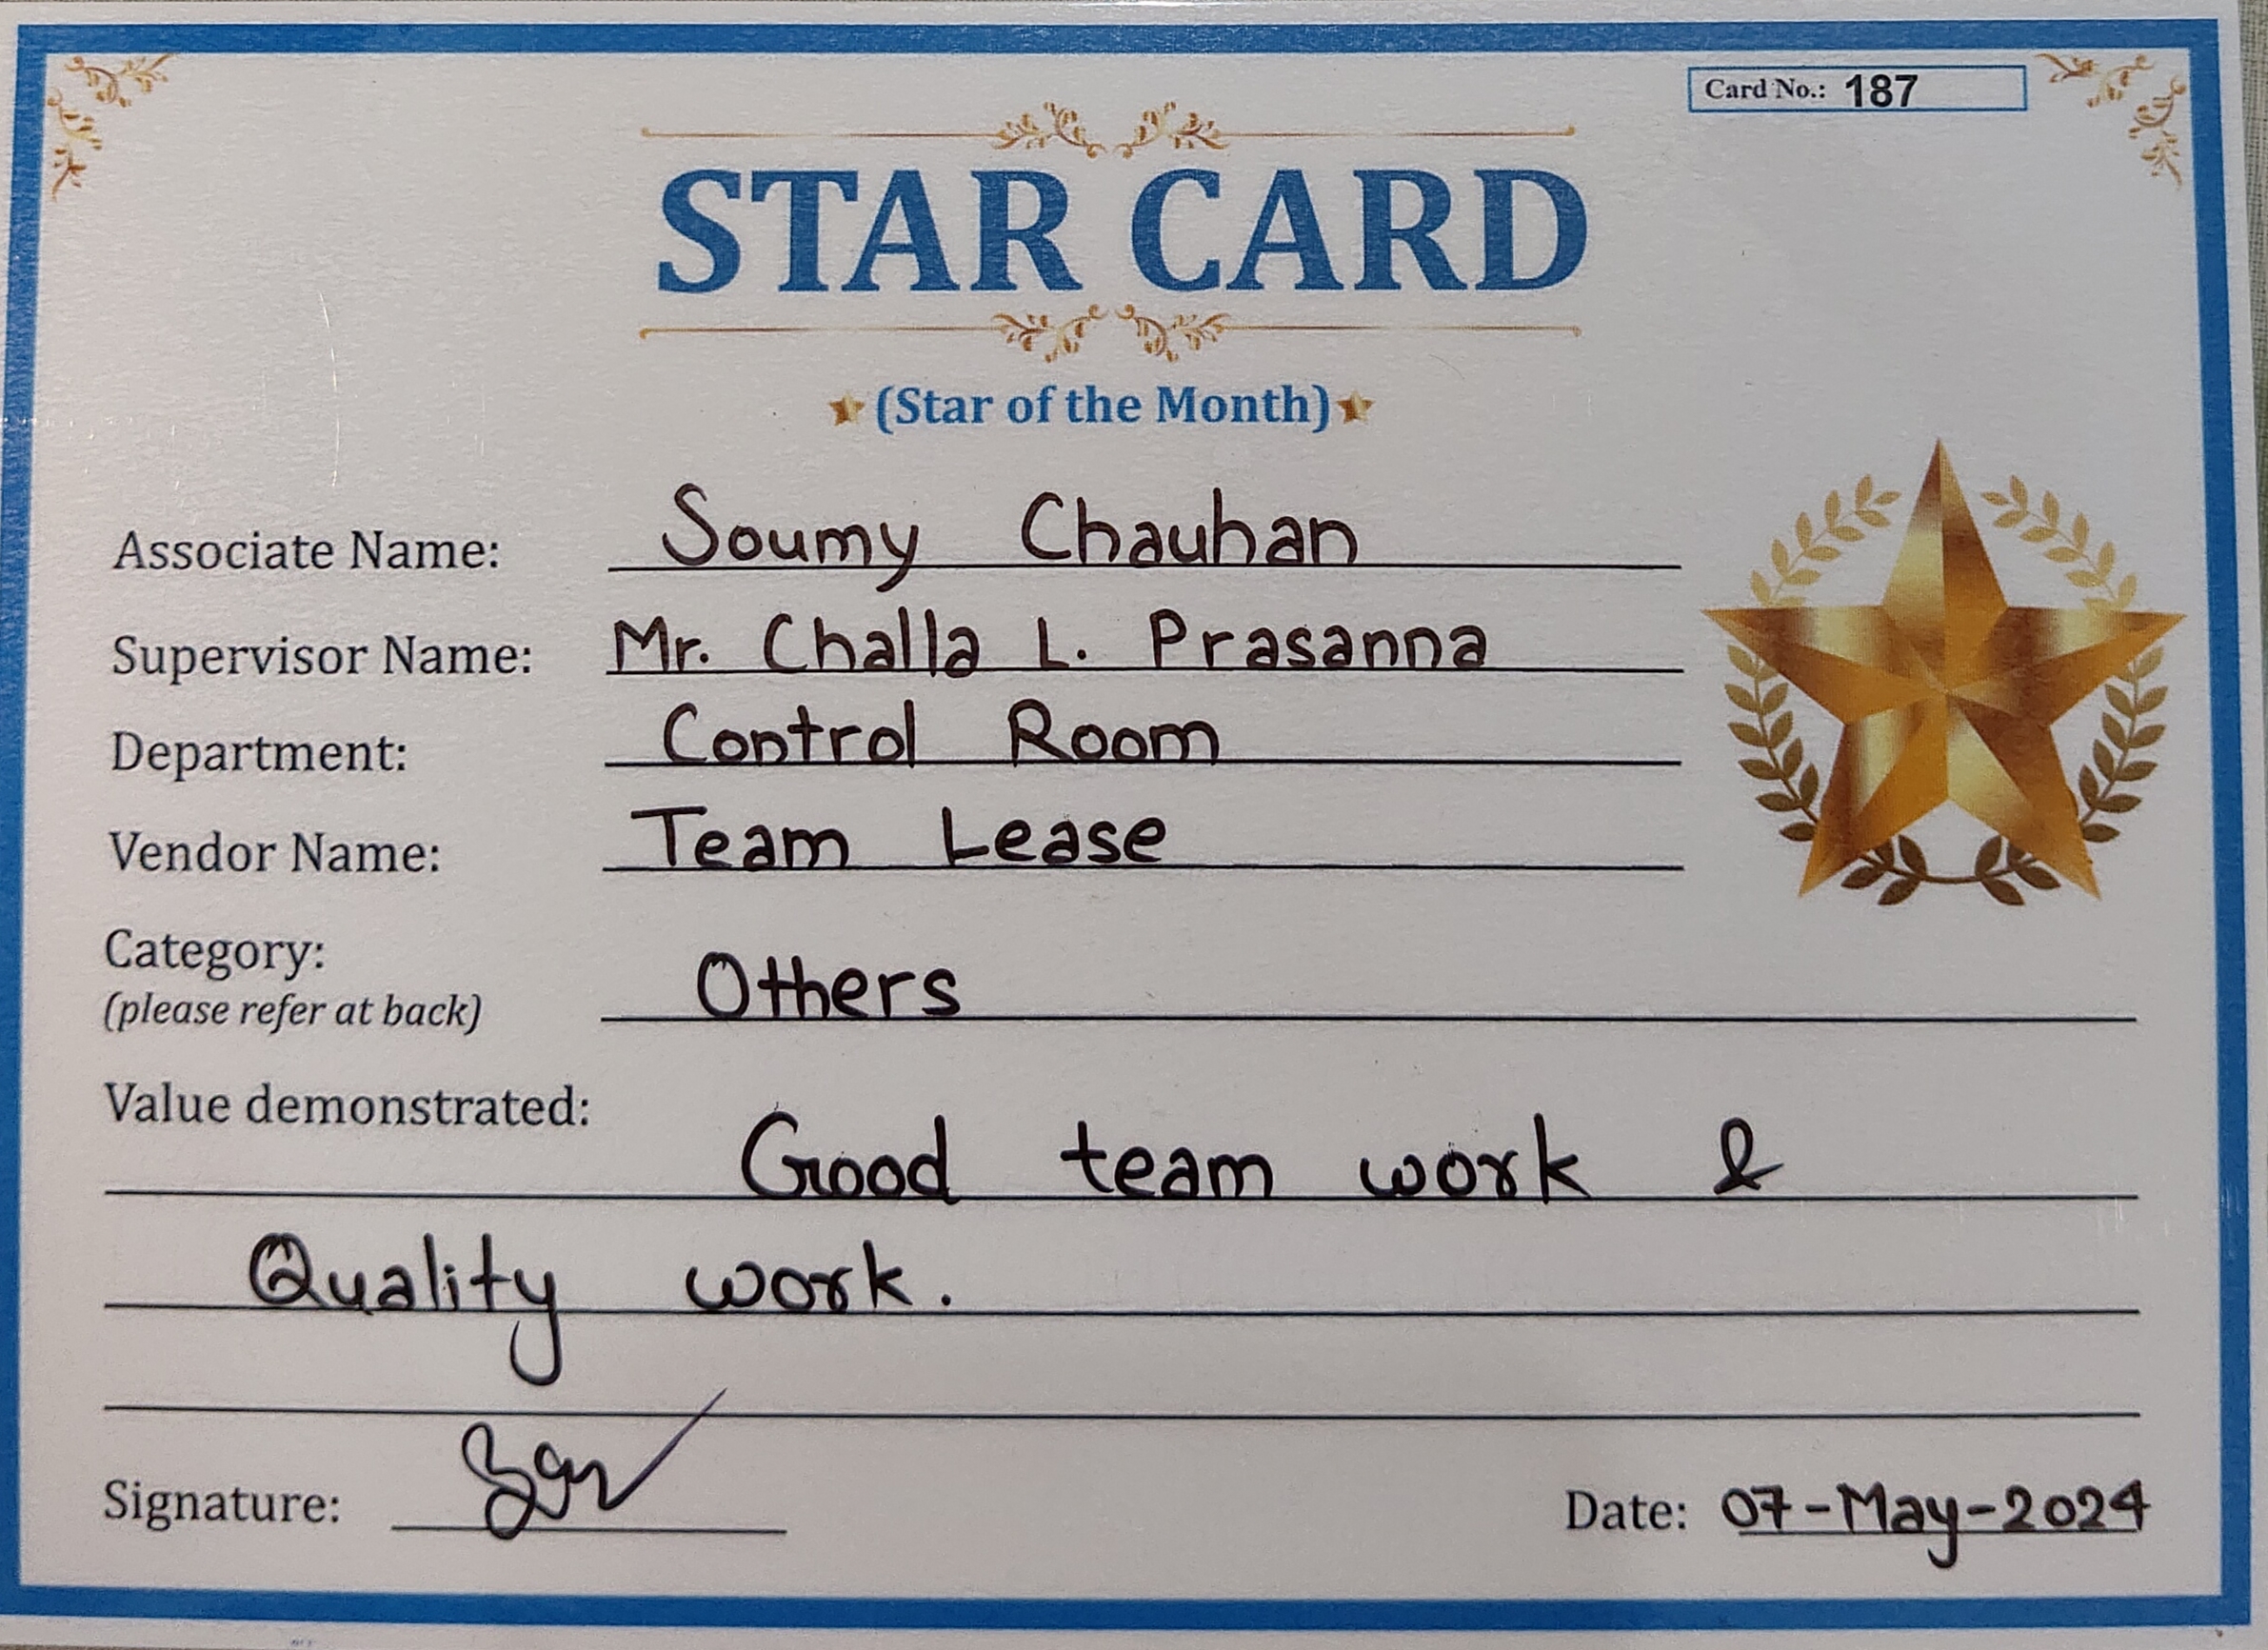 Card No.: 187
STAR CARD
(Star of the Month)
Associate Name: Soumy Chauhan
Supervisor Name: Mr. Challa L. Prasanna
Department: Control Room
Vendor Name: Team Lease
Category: Others
(please refer at back)
Value demonstrated:
Good team work &
Quality work.
Signature:
Date: 07-May-2024